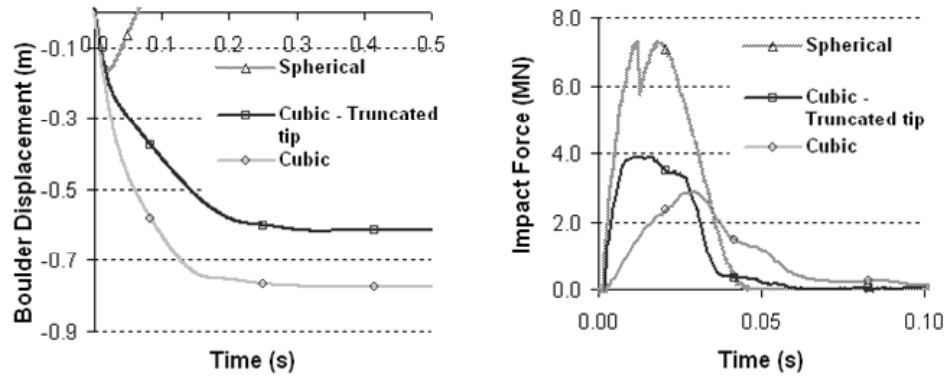 0.0 0.1 0.2 0.3 0.4 0.5
-0.1
-0.3
-0.5
-0.7
-0.9
Boulder Displacement (m)
Time (s)
Spherical
Cubic - Truncated
tip
Cubic
8.0
6.0
4.0
2.0
0.0
Impact Force (MN)
0.00 0.05 0.10
Time (s)
Spherical
Cubic -
Truncated tip
Cubic